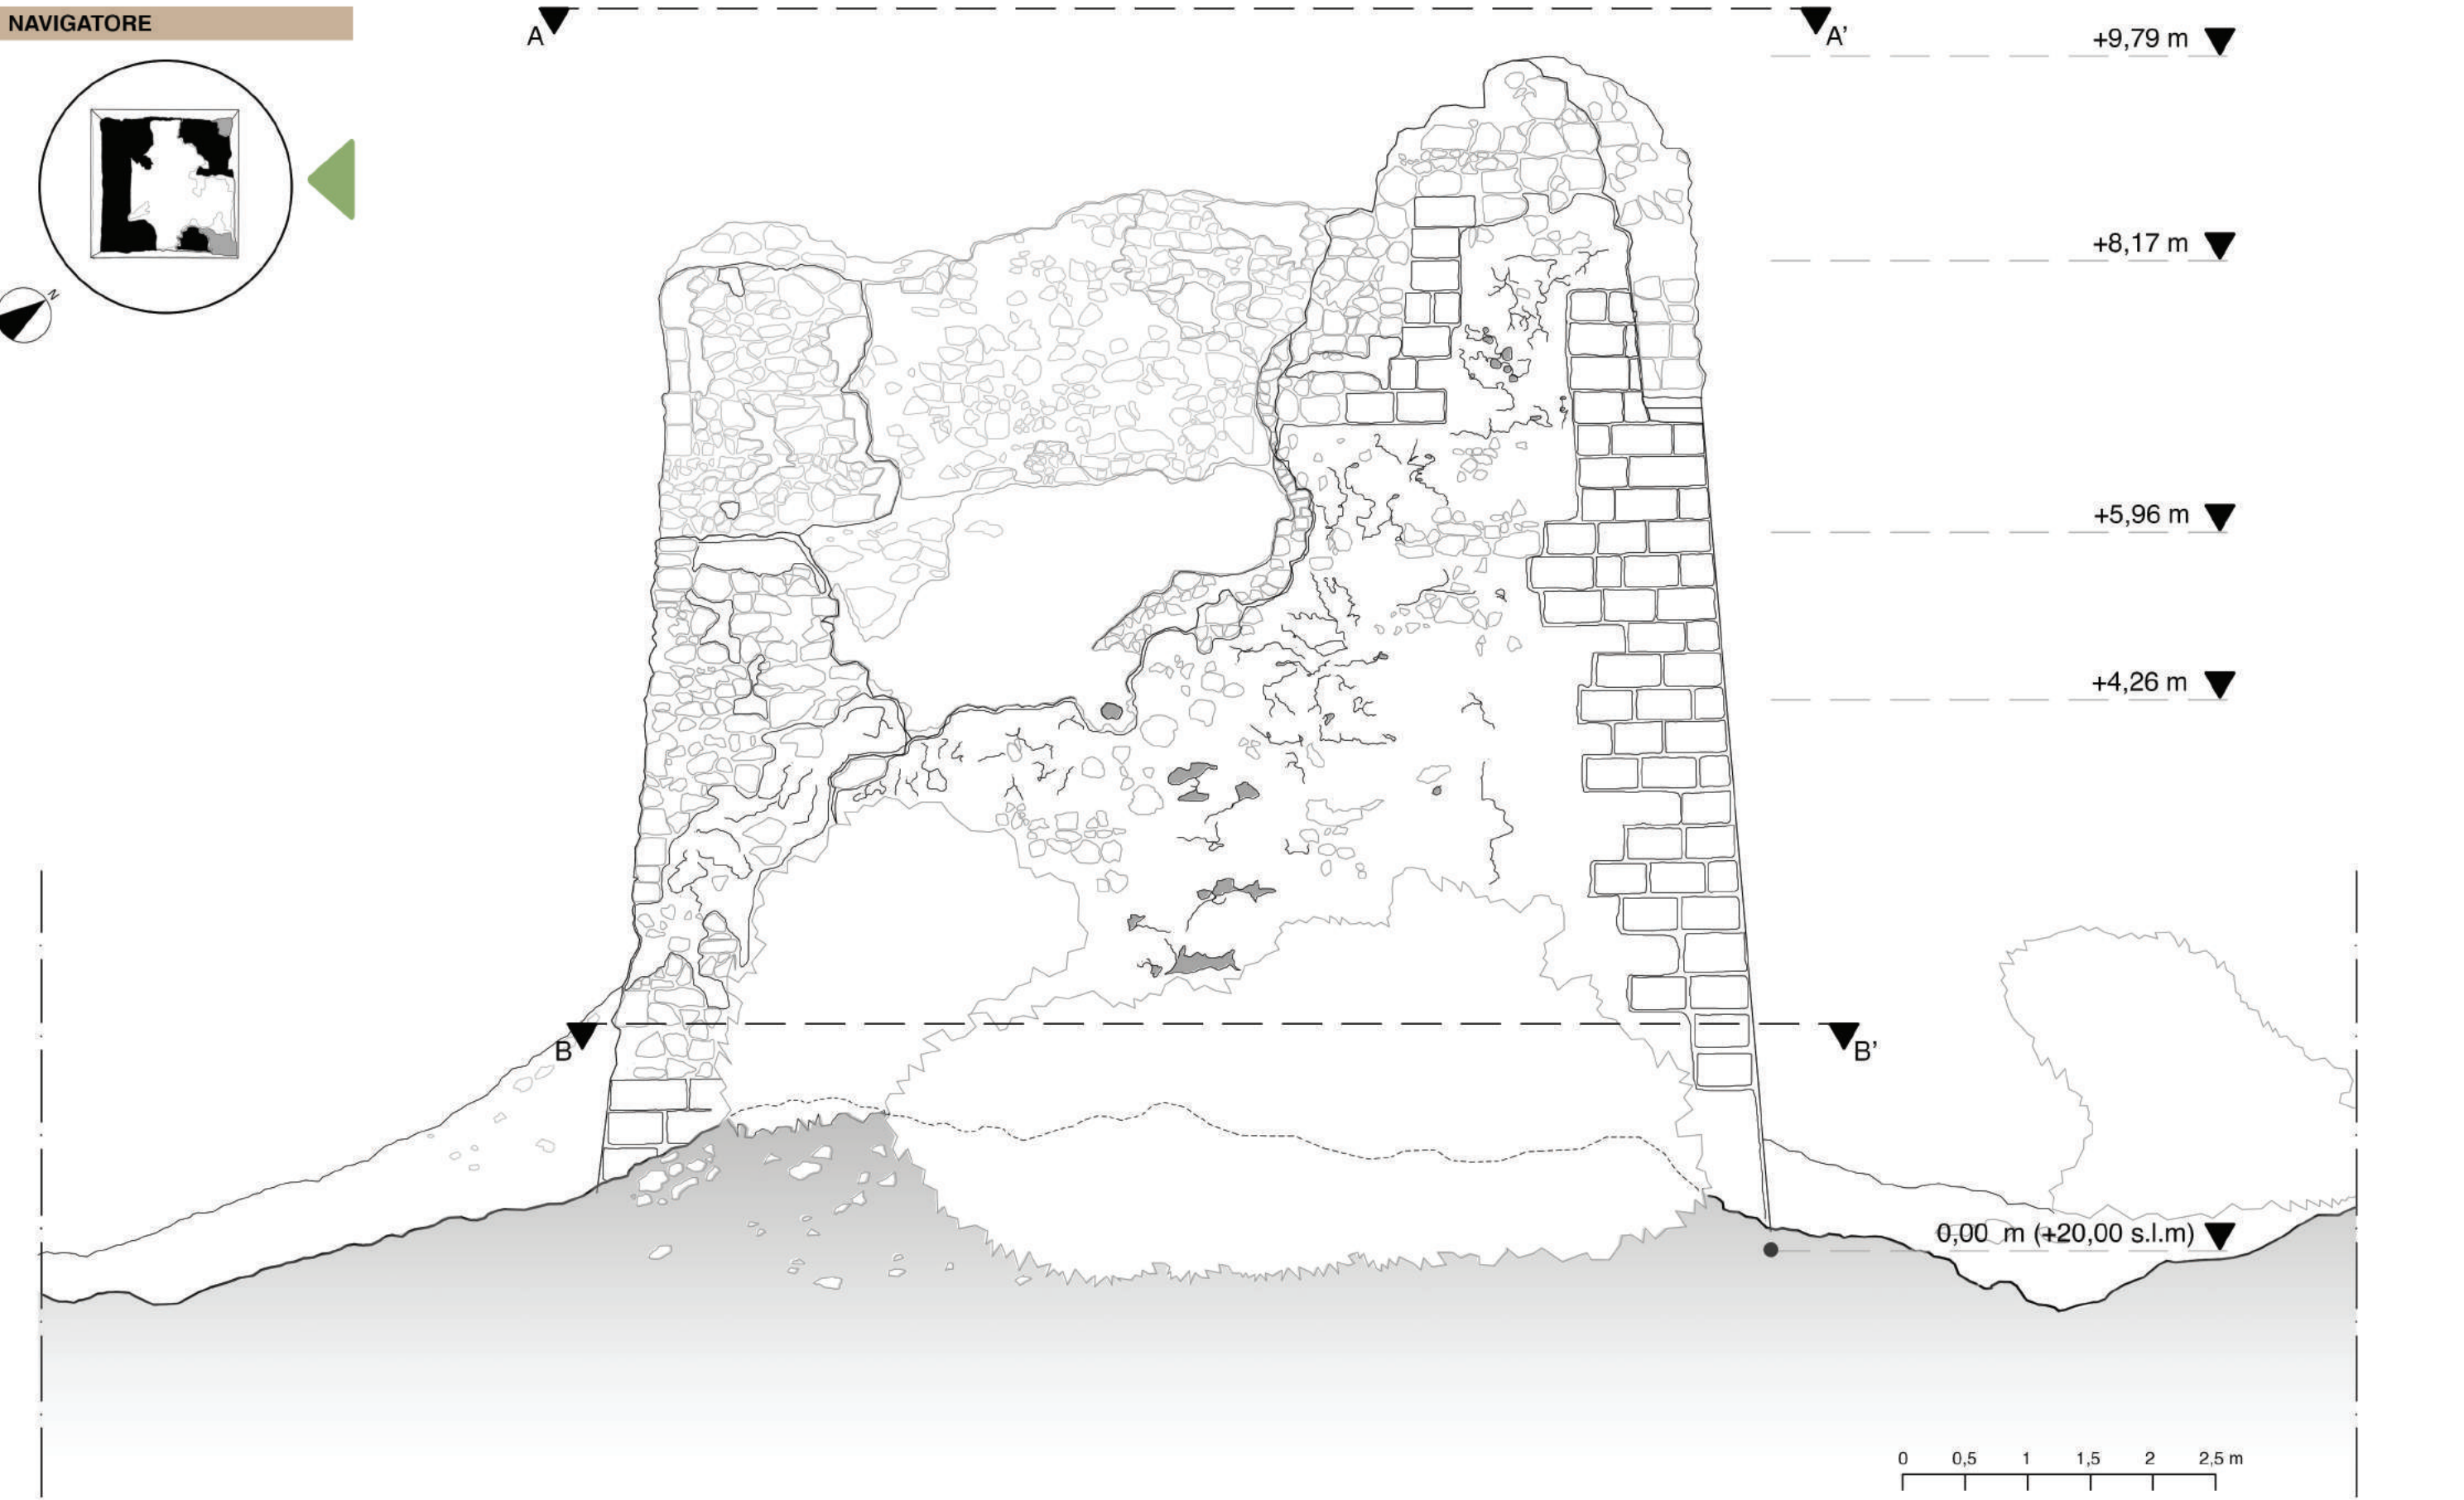 NAVIGATORE
N
A
A'
+9,79 m
+8,17 m
+5,96 m
+4,26 m
B
B'
0,00 m (+20,00 s.l.m)
0 0,5 1 1,5 2 2,5 m